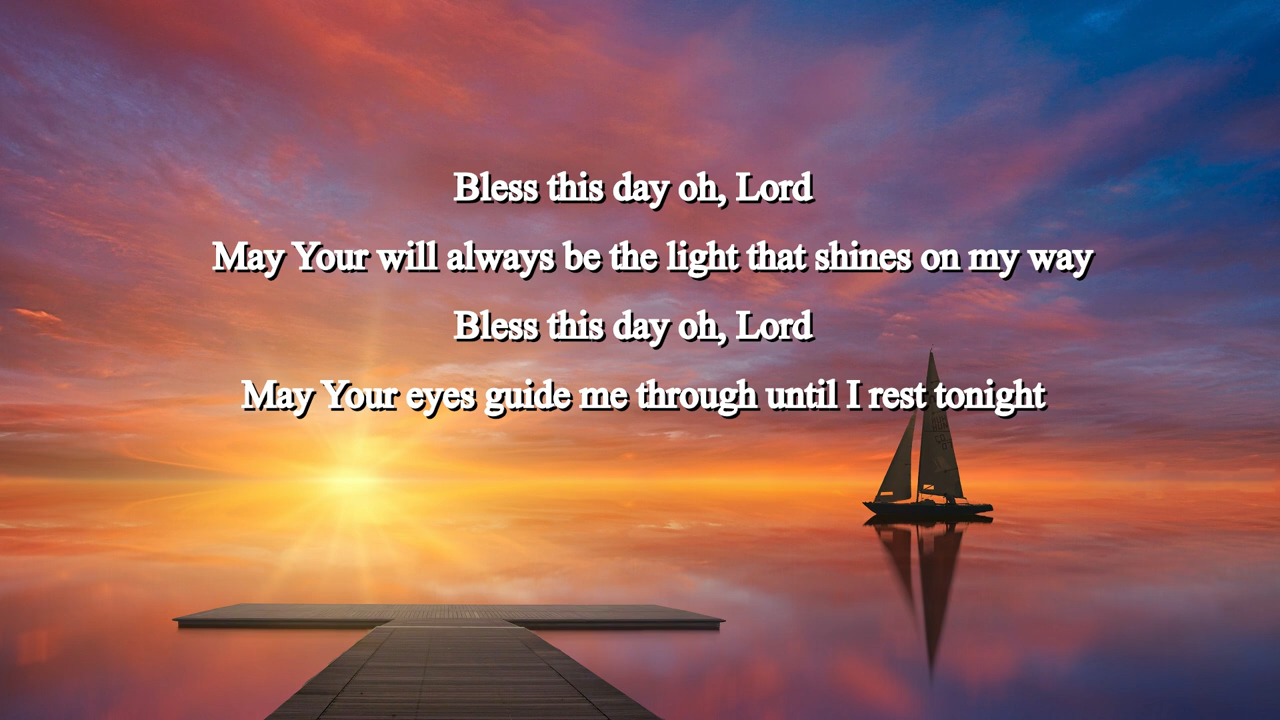 Bless this day oh, Lord
May Your will always be the light that shines on my way
Bless this day oh, Lord
May Your eyes guide me through until I rest tonight